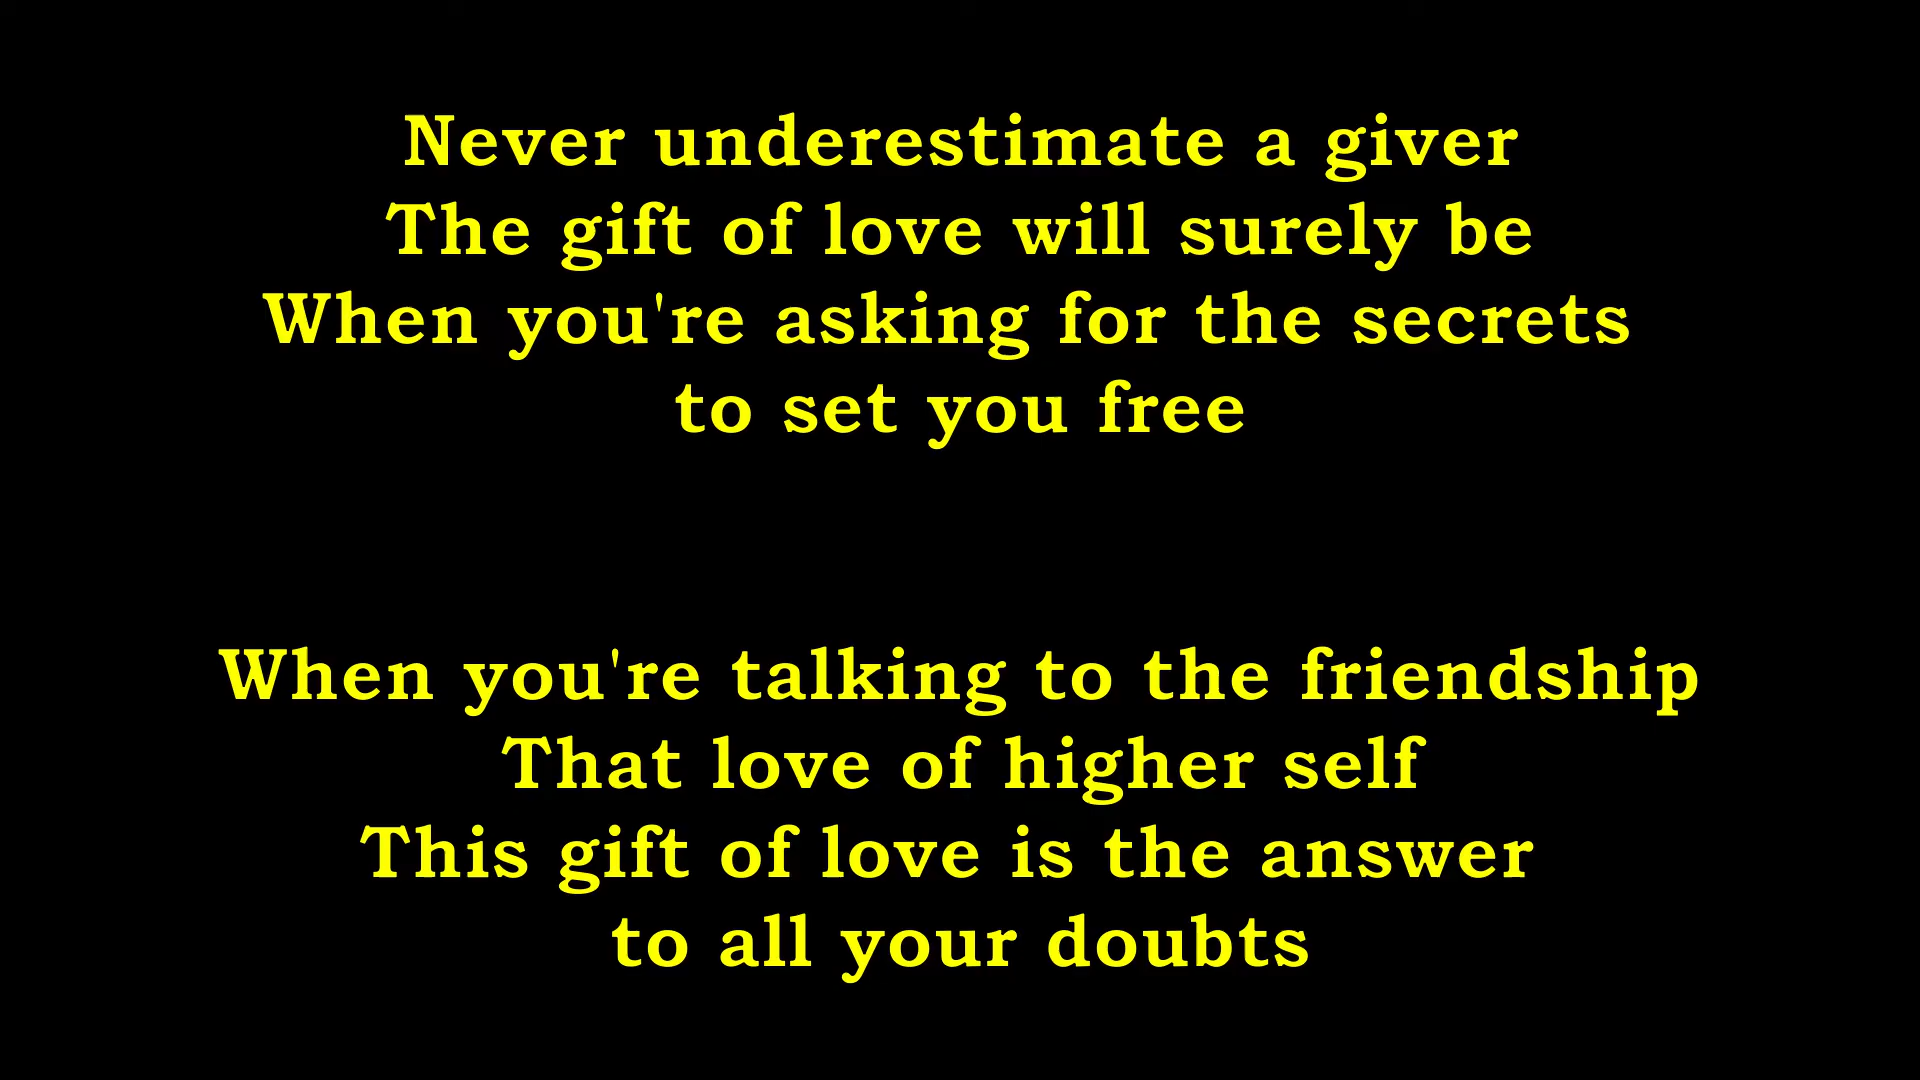 Never underestimate a giver
The gift of love will surely be
When you're asking for the secrets
to set you free
When you're talking to the friendship
That love of higher self
This gift of love is the answer
to all your doubts